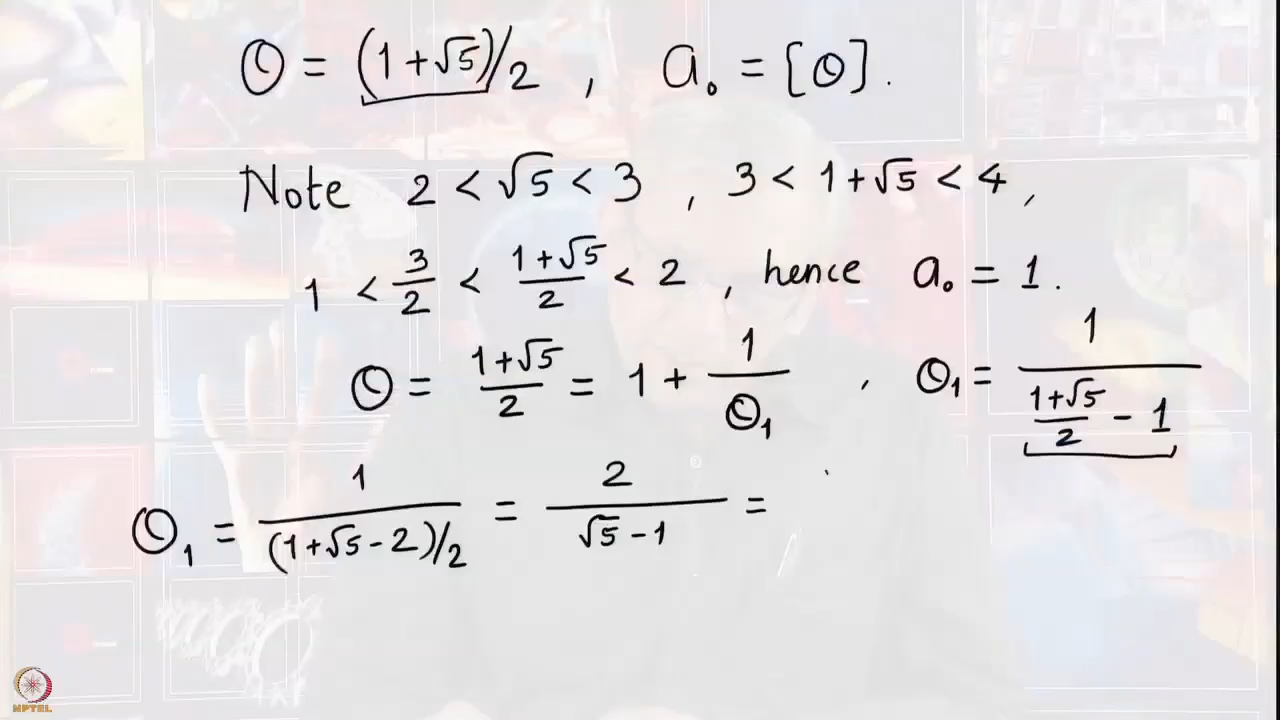 Θ = (1+√5)/2 , a₀ = [Θ].
Note 2 < √5 < 3 , 3 < 1+√5 < 4 ,
1 < 3/2 < (1+√5)/2 < 2 , hence a₀ = 1.
Θ = (1+√5)/2 = 1 + 1/Θ₁ , Θ₁ = 1/((1+√5)/2 - 1)
Θ₁ = 1/((1+√5-2)/2) = 2/(√5-1) =
NPTEL